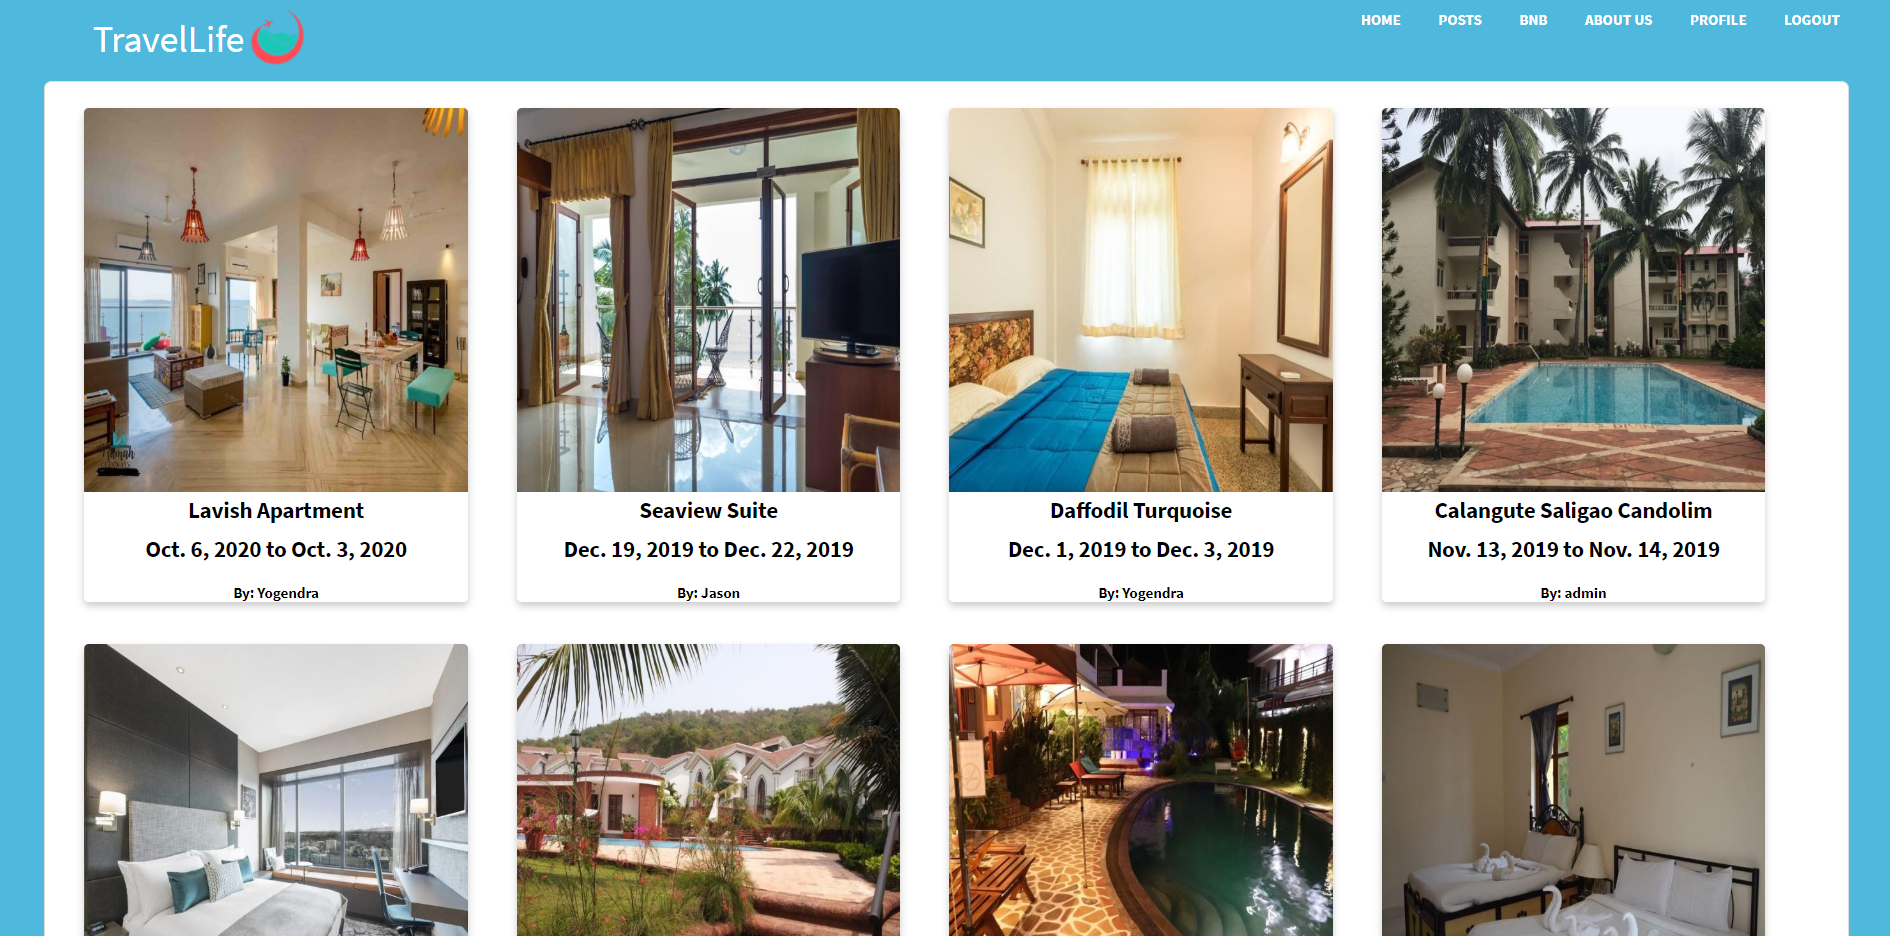 TravelLife
HOME POSTS BNB ABOUT US PROFILE LOGOUT
Lavish Apartment
Oct. 6, 2020 to Oct. 3, 2020
By: Yogendra
Seaview Suite
Dec. 19, 2019 to Dec. 22, 2019
By: Jason
Daffodil Turquoise
Dec. 1, 2019 to Dec. 3, 2019
By: Yogendra
Calangute Saligao Candolim
Nov. 13, 2019 to Nov. 14, 2019
By: admin